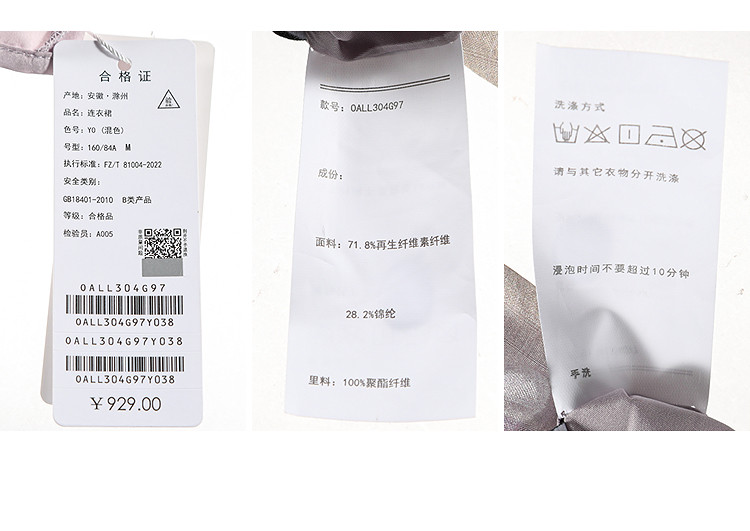 合格证
产地：安徽·滁州
品名：连衣裙
色号：Y0 (混色)
号型：160/84A M
执行标准：FZ/T 81004-2022
安全类别：
GB18401-2010 B类产品
等级：合格品
检验员：A005
0ALL304G97
0ALL304G97Y038
0ALL304G97Y038
0ALL304G97Y038
￥929.00
款号：0ALL304G97
成份：
面料：71.8%再生纤维素纤维
28.2%锦纶
里料：100%聚酯纤维
洗涤方式
请与其它衣物分开洗涤
浸泡时间不要超过10分钟
手洗